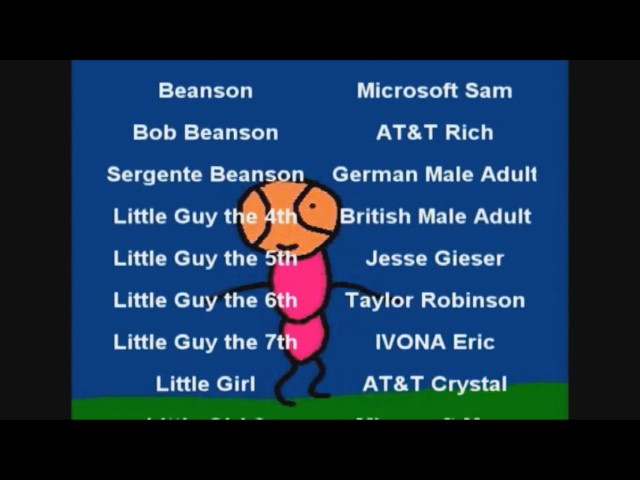 Beanson Microsoft Sam
Bob Beanson AT&T Rich
Sergente Beanson German Male Adult
Little Guy the 4th British Male Adult
Little Guy the 5th Jesse Gieser
Little Guy the 6th Taylor Robinson
Little Guy the 7th IVONA Eric
Little Girl AT&T Crystal